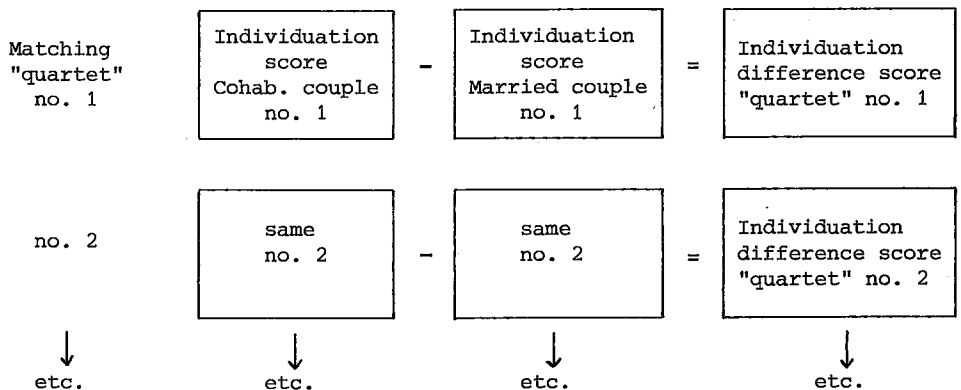 Matching
"quartet"
no. 1
Individuation
score
Cohab. couple
no. 1
-
Individuation
score
Married couple
no. 1
=
Individuation
difference score
"quartet" no. 1
no. 2
same
no. 2
-
same
no. 2
=
Individuation
difference score
"quartet" no. 2
etc.
etc.
etc.
etc.